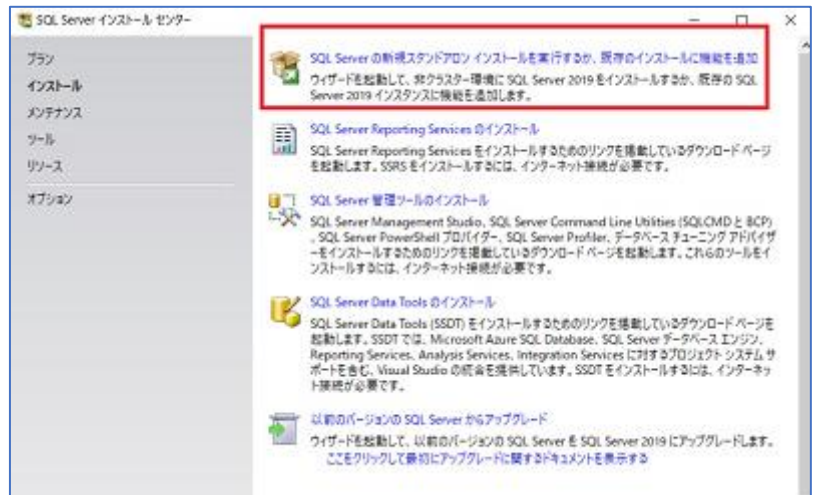 SQL Server インストール センター
プラン
インストール
メンテナンス
ツール
リソース
オプション
SQL Server の新規スタンドアロン インストールを実行するか、既存のインストールに機能を追加
ウィザードを起動して、非クラスター環境に SQL Server 2019 をインストールするか、既存の SQL
Server 2019 インスタンスに機能を追加します。
SQL Server Reporting Services のインストール
SQL Server Reporting Services をインストールするためのリンクを搭載しているダウンロード ページ
を起動します。SSRS をインストールするには、インターネット接続が必要です。
SQL Server 管理ツールのインストール
SQL Server Management Studio、SQL Server Command Line Utilities (SQLCMD と BCP)
、SQL Server PowerShell プロバイダー、SQL Server Profiler、データベース チューニング アドバイザ
ーをインストールするためのリンクを搭載しているダウンロード ページを起動します。これらのツールをイ
ンストールするには、インターネット接続が必要です。
SQL Server Data Tools のインストール
SQL Server Data Tools (SSDT) をインストールするためのリンクを搭載しているダウンロード ページを
起動します。SSDT では、Microsoft Azure SQL Database、SQL Server データベース エンジン、
Reporting Services、Analysis Services、Integration Services に対するプロジェクト システム サ
ポートを含む、Visual Studio の統合を提供しています。SSDT をインストールするには、インターネッ
ト接続が必要です。
以前のバージョンの SQL Server からアップグレード
ウィザードを起動して、以前のバージョンの SQL Server を SQL Server 2019 にアップグレードします。
ここをクリックして最初にアップグレードに関するドキュメントを表示する